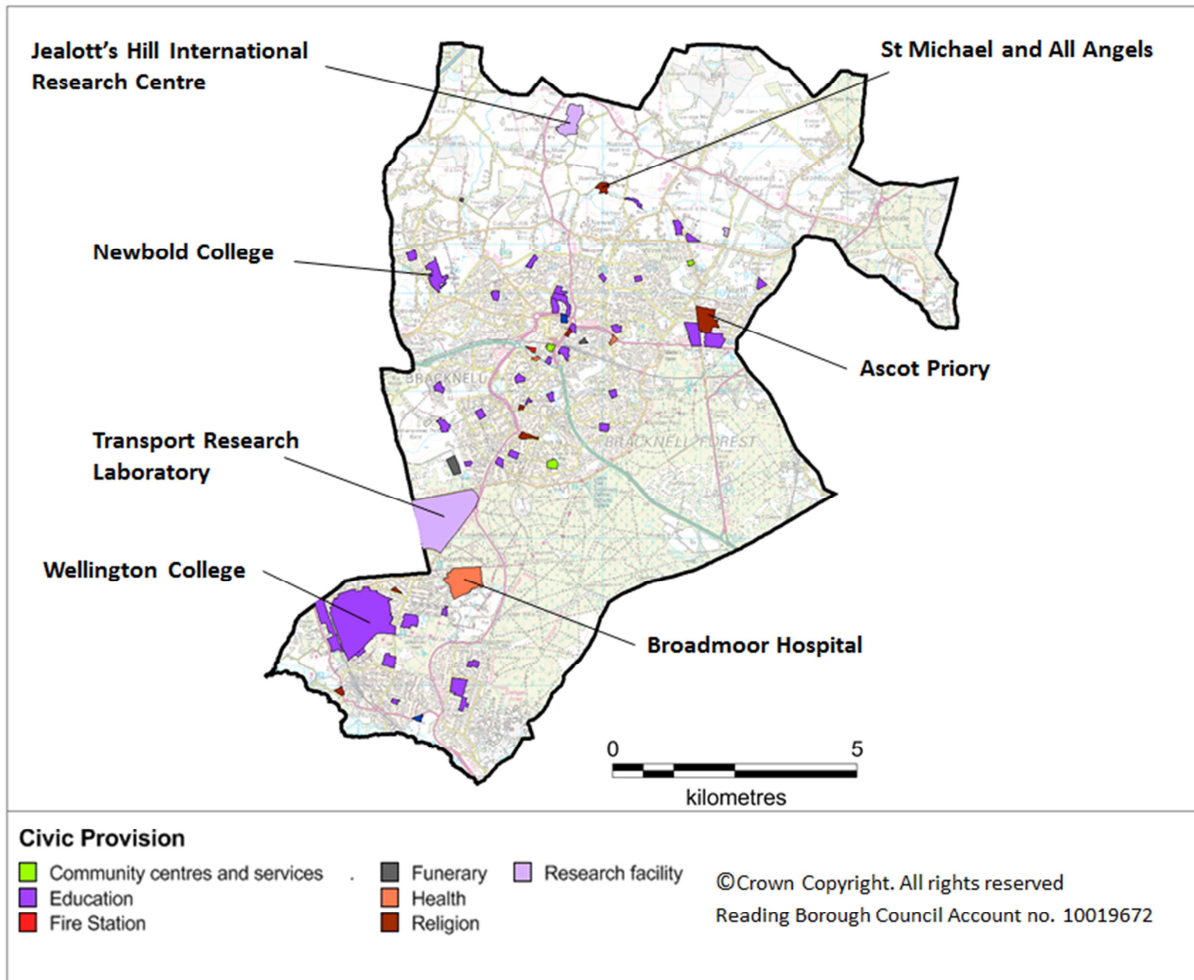 Jealott’s Hill International
Research Centre
St Michael and All Angels
Newbold College
Ascot Priory
BRACKNELL
Transport Research
Laboratory
BRACKNELL FOREST
Wellington College
Broadmoor Hospital
0 5
kilometres
Civic Provision
Community centres and services .
Education
Fire Station
Funerary
Health
Religion
Research facility
©Crown Copyright. All rights reserved
Reading Borough Council Account no. 10019672